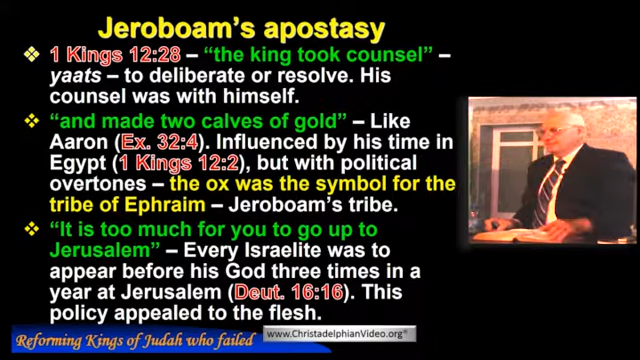 Jeroboam's apostasy
❖ 1 Kings 12:28 – “the king took counsel” –
yaats – to deliberate or resolve. His
counsel was with himself.
❖ “and made two calves of gold” – Like
Aaron (Ex. 32:4). Influenced by his time in
Egypt (1 Kings 12:2), but with political
overtones – the ox was the symbol for the
tribe of Ephraim – Jeroboam's tribe.
❖ “It is too much for you to go up to
Jerusalem” – Every Israelite was to
appear before his God three times in a
year at Jerusalem (Deut. 16:16). This
policy appealed to the flesh.
Reforming Kings of Judah who failed
www.ChristadelphianVideo.org®